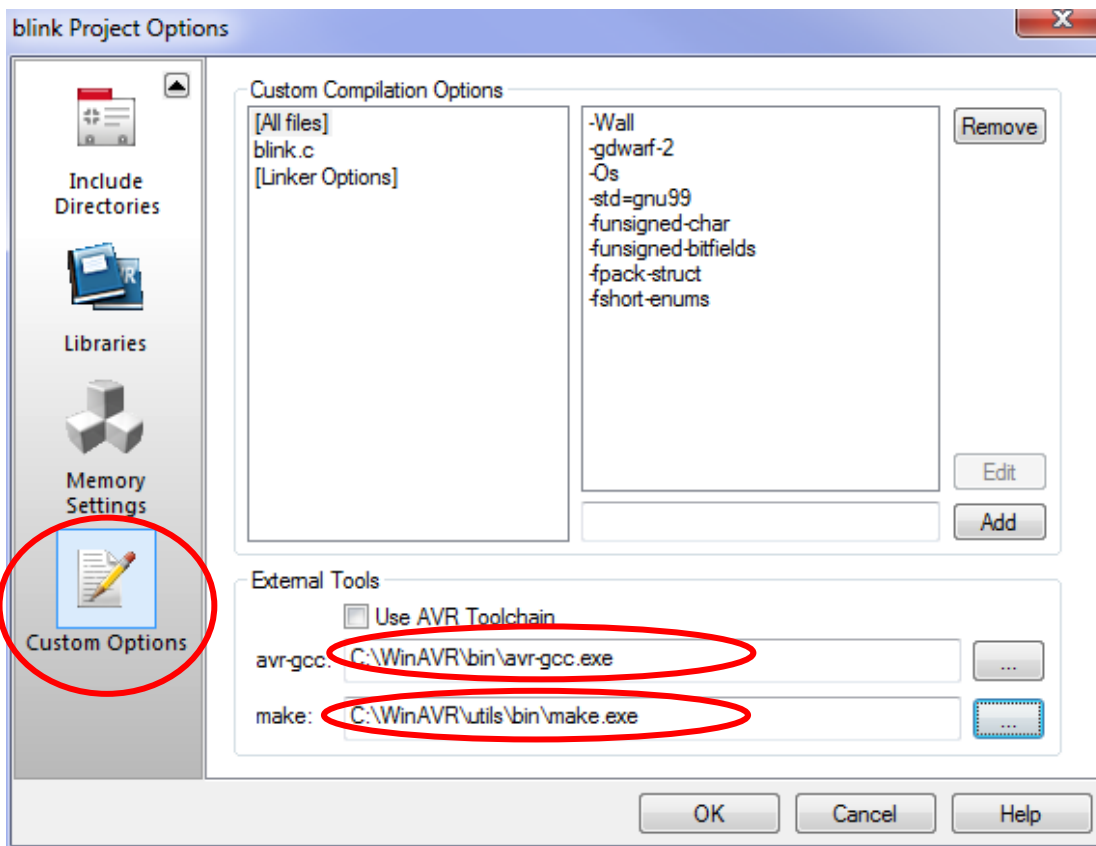 blink Project Options
x
Include
Directories
Libraries
Memory
Settings
Custom Options
Custom Compilation Options
[All files]
blink.c
[Linker Options]
-Wall
-gdwarf-2
-Os
-std=gnu99
-funsigned-char
-funsigned-bitfields
-fpack-struct
-fshort-enums
Remove
Edit
Add
External Tools
Use AVR Toolchain
avr-gcc: C:\WinAVR\bin\avr-gcc.exe ...
make: C:\WinAVR\utils\bin\make.exe ...
OK Cancel Help